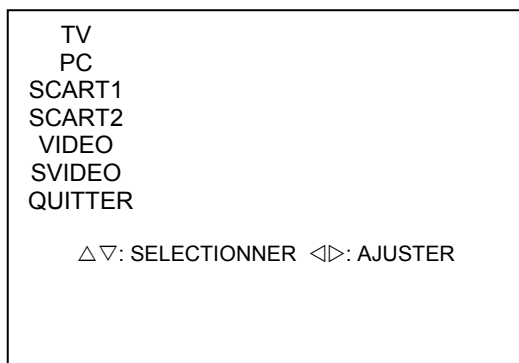 TV
PC
SCART1
SCART2
VIDEO
SVIDEO
QUITTER
△▽: SELECTIONNER ◁▷: AJUSTER